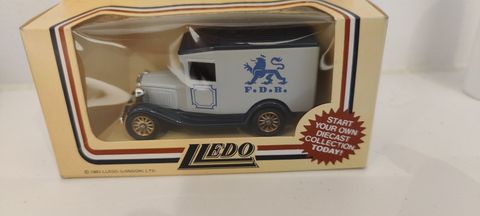 F.D.B.
LLEDO
START
YOUR OWN
DIECAST
COLLECTION
TODAY!